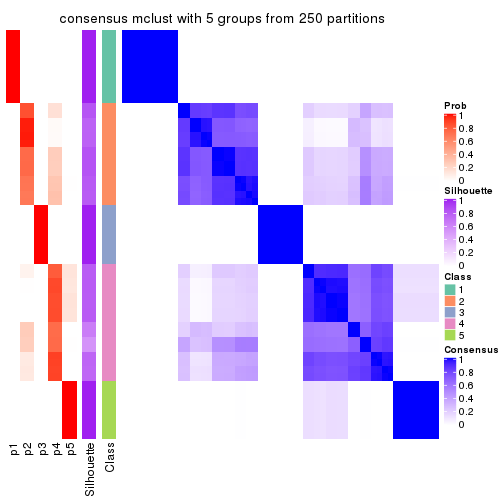 consensus mclust with 5 groups from 250 partitions
Prob
1
0.8
0.6
0.4
0.2
0
Silhouette
1
0.8
0.6
0.4
0.2
0
Class
1
2
3
4
5
Consensus
1
0.8
0.6
0.4
0.2
0
p1
p2
p3
p4
p5
Silhouette
Class